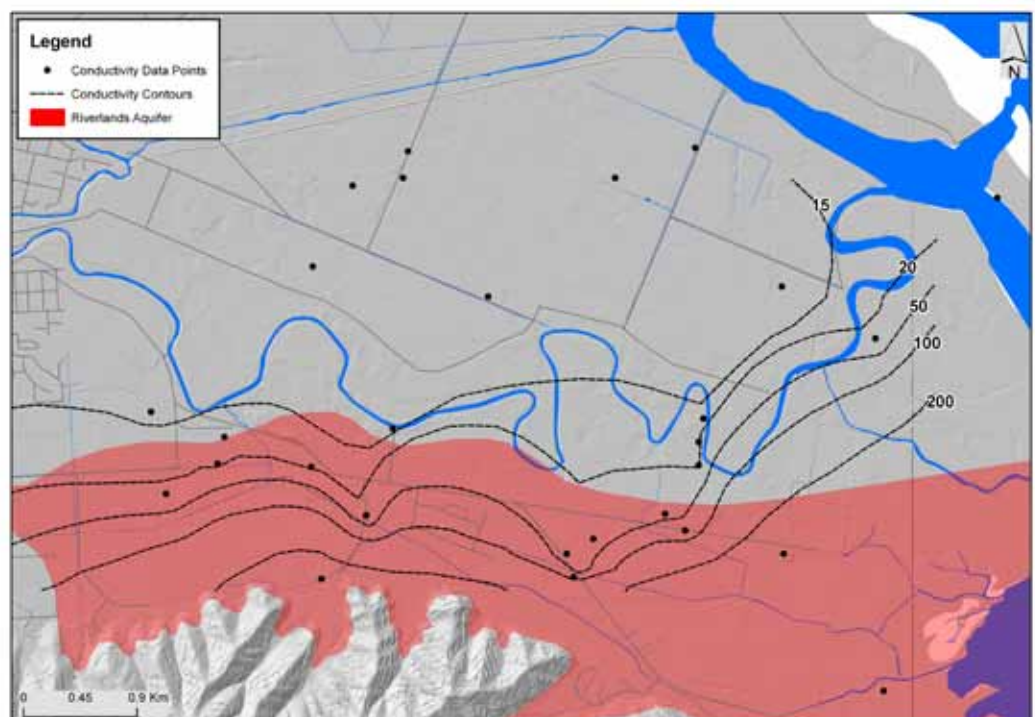 Legend
Conductivity Data Points
Conductivity Contours
Riverlands Aquifer
N
15
20
50
100
200
0 0.45 0.9 Km